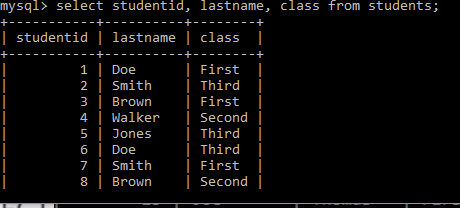 mysql> select studentid, lastname, class from students;
+-----------+----------+--------+
| studentid | lastname | class  |
+-----------+----------+--------+
|         1 | Doe      | First  |
|         2 | Smith    | Third  |
|         3 | Brown    | First  |
|         4 | Walker   | Second |
|         5 | Jones    | Third  |
|         6 | Doe      | Third  |
|         7 | Smith    | First  |
|         8 | Brown    | Second |